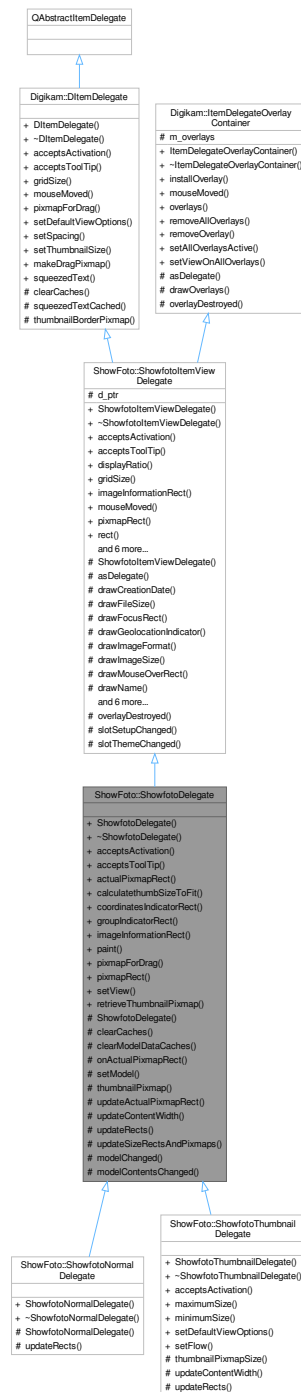 QAbstractItemDelegate
Digikam::DItemDelegate
+ DItemDelegate()
+ ~DItemDelegate()
+ acceptsActivation()
+ acceptsToolTip()
+ gridSize()
+ mouseMoved()
+ pixmapForDrag()
+ setDefaultViewOptions()
+ setSpacing()
+ setThumbnailSize()
+ makeDragPixmap()
+ squeezedText()
# clearCaches()
# squeezedTextCached()
# thumbnailBorderPixmap()
Digikam::ItemDelegateOverlay
Container
# m_overlays
+ ItemDelegateOverlayContainer()
+ ~ItemDelegateOverlayContainer()
+ installOverlay()
+ mouseMoved()
+ overlays()
+ removeAllOverlays()
+ removeOverlay()
+ setAllOverlaysActive()
+ setViewOnAllOverlays()
# asDelegate()
# drawOverlays()
# overlayDestroyed()
ShowFoto::ShowfotoItemView
Delegate
# d_ptr
+ ShowfotoItemViewDelegate()
+ ~ShowfotoItemViewDelegate()
+ acceptsActivation()
+ acceptsToolTip()
+ displayRatio()
+ gridSize()
+ imageInformationRect()
+ mouseMoved()
+ pixmapRect()
+ rect()
and 6 more...
# ShowfotoItemViewDelegate()
# asDelegate()
# drawCreationDate()
# drawFileSize()
# drawFocusRect()
# drawGeolocationIndicator()
# drawImageFormat()
# drawImageSize()
# drawMouseOverRect()
# drawName()
and 6 more...
# overlayDestroyed()
# slotSetupChanged()
# slotThemeChanged()
ShowFoto::ShowfotoDelegate
+ ShowfotoDelegate()
+ ~ShowfotoDelegate()
+ acceptsActivation()
+ acceptsToolTip()
+ actualPixmapRect()
+ calculatethumbSizeToFit()
+ coordinatesIndicatorRect()
+ groupIndicatorRect()
+ imageInformationRect()
+ paint()
+ pixmapForDrag()
+ pixmapRect()
+ setView()
+ retrieveThumbnailPixmap()
# ShowfotoDelegate()
# clearCaches()
# clearModelDataCaches()
# onActualPixmapRect()
# setModel()
# thumbnailPixmap()
# updateActualPixmapRect()
# updateContentWidth()
# updateRects()
# updateSizeRectsAndPixmaps()
# modelChanged()
# modelContentsChanged()
ShowFoto::ShowfotoNormal
Delegate
+ ShowfotoNormalDelegate()
+ ~ShowfotoNormalDelegate()
# ShowfotoNormalDelegate()
# updateRects()
ShowFoto::ShowfotoThumbnail
Delegate
+ ShowfotoThumbnailDelegate()
+ ~ShowfotoThumbnailDelegate()
+ acceptsActivation()
+ maximumSize()
+ minimumSize()
+ setDefaultViewOptions()
+ setFlow()
# thumbnailPixmapSize()
# updateContentWidth()
# updateRects()